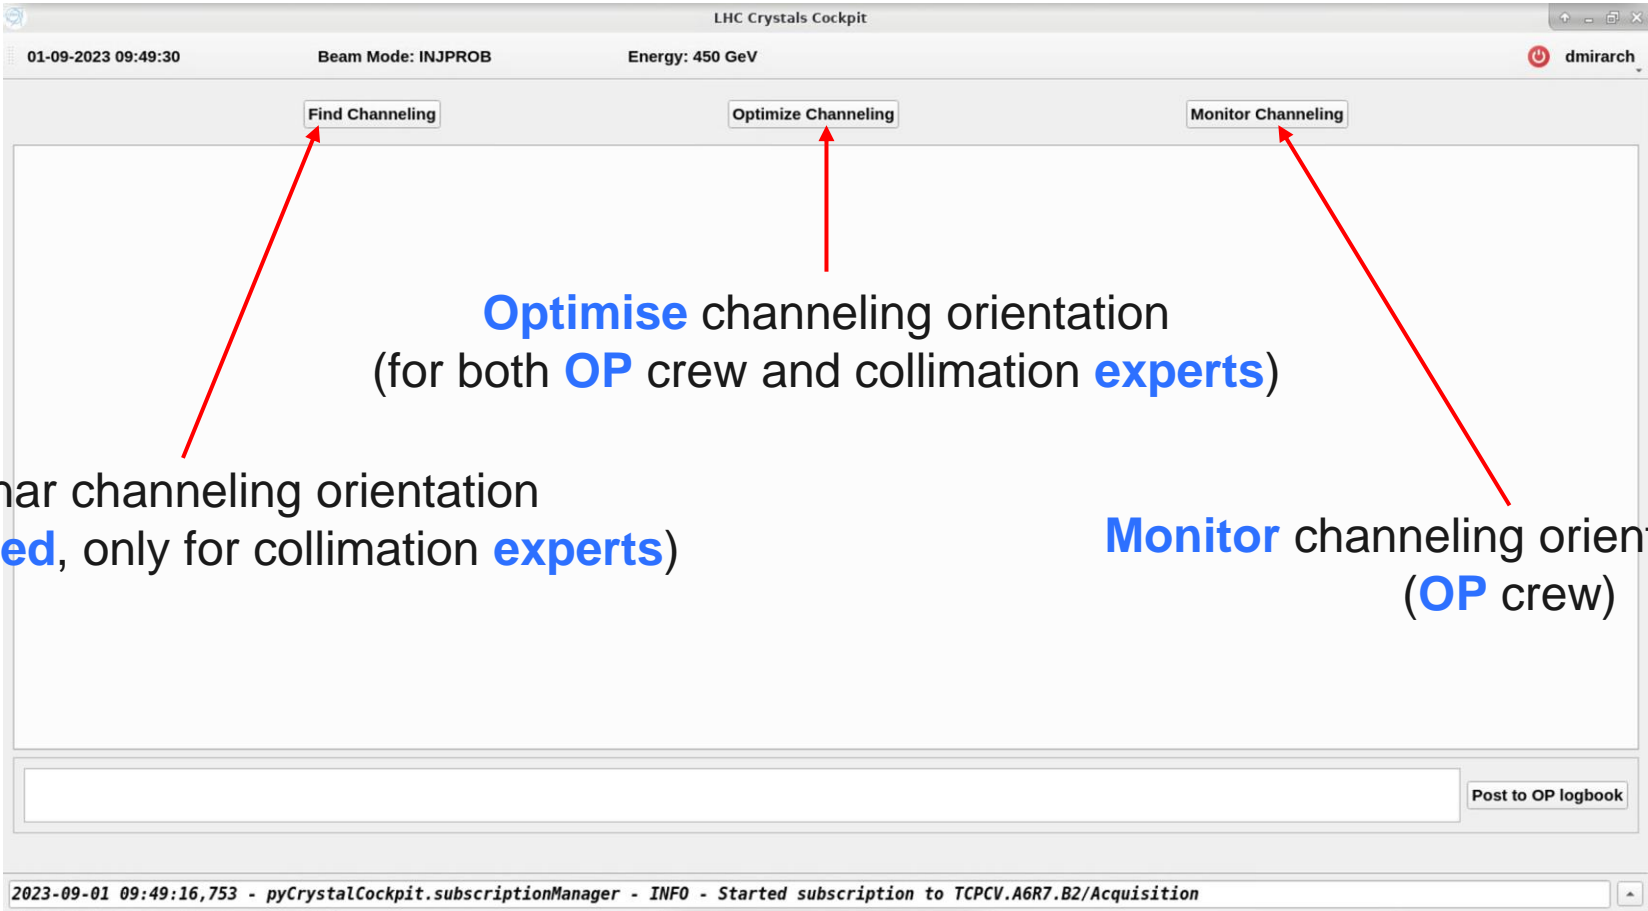 LHC Crystals Cockpit
01-09-2023 09:49:30 Beam Mode: INJPROB Energy: 450 GeV dmirarch
Find Channeling Optimize Channeling Monitor Channeling
Optimise channeling orientation
(for both OP crew and collimation experts)
channeling orientation
only for collimation experts)
Monitor channeling
(OP crew)
Post to OP logbook
2023-09-01 09:49:16,753 - pyCrystalCockpit.subscriptionManager - INFO - Started subscription to TCPCV.A6R7.B2/Acquisition